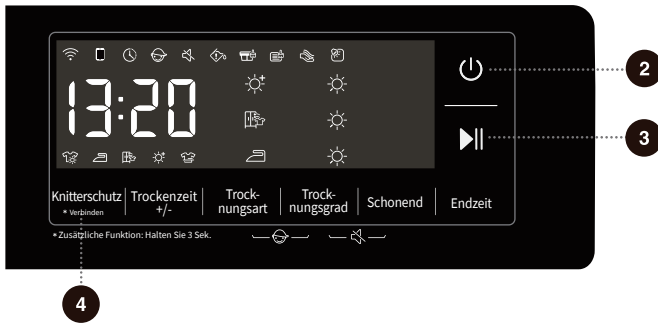 13:20
2
3
Knitterschutz
* Verbinden
Trockenzeit
+/-
Trock-
nungsart
Trock-
nungsgrad
Schonend
Endzeit
* Zusätzliche Funktion: Halten Sie 3 Sek.
4